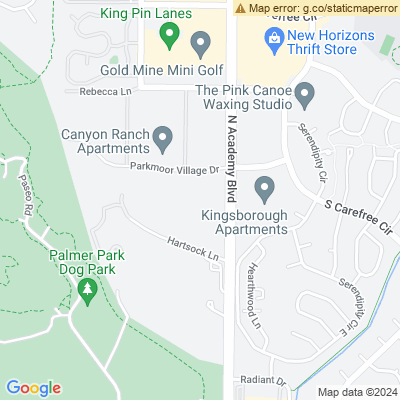 Map error: g.co/staticmaperror
King Pin Lanes
efree Cir
New Horizons
Thrift Store
Gold Mine Mini Golf
Rebecca Ln
The Pink Canoe
Waxing Studio
N Academy Blvd
Serendipity Cir
Canyon Ranch
Apartments
Parkmoor Village Dr
Paseo Rd
Kingsborough
Apartments
S Carefree Cir
Hartsock Ln
Palmer Park
Dog Park
Hearthwood Ln
Serendipity Cir E
Radiant Dr
Google
Map data ©2024